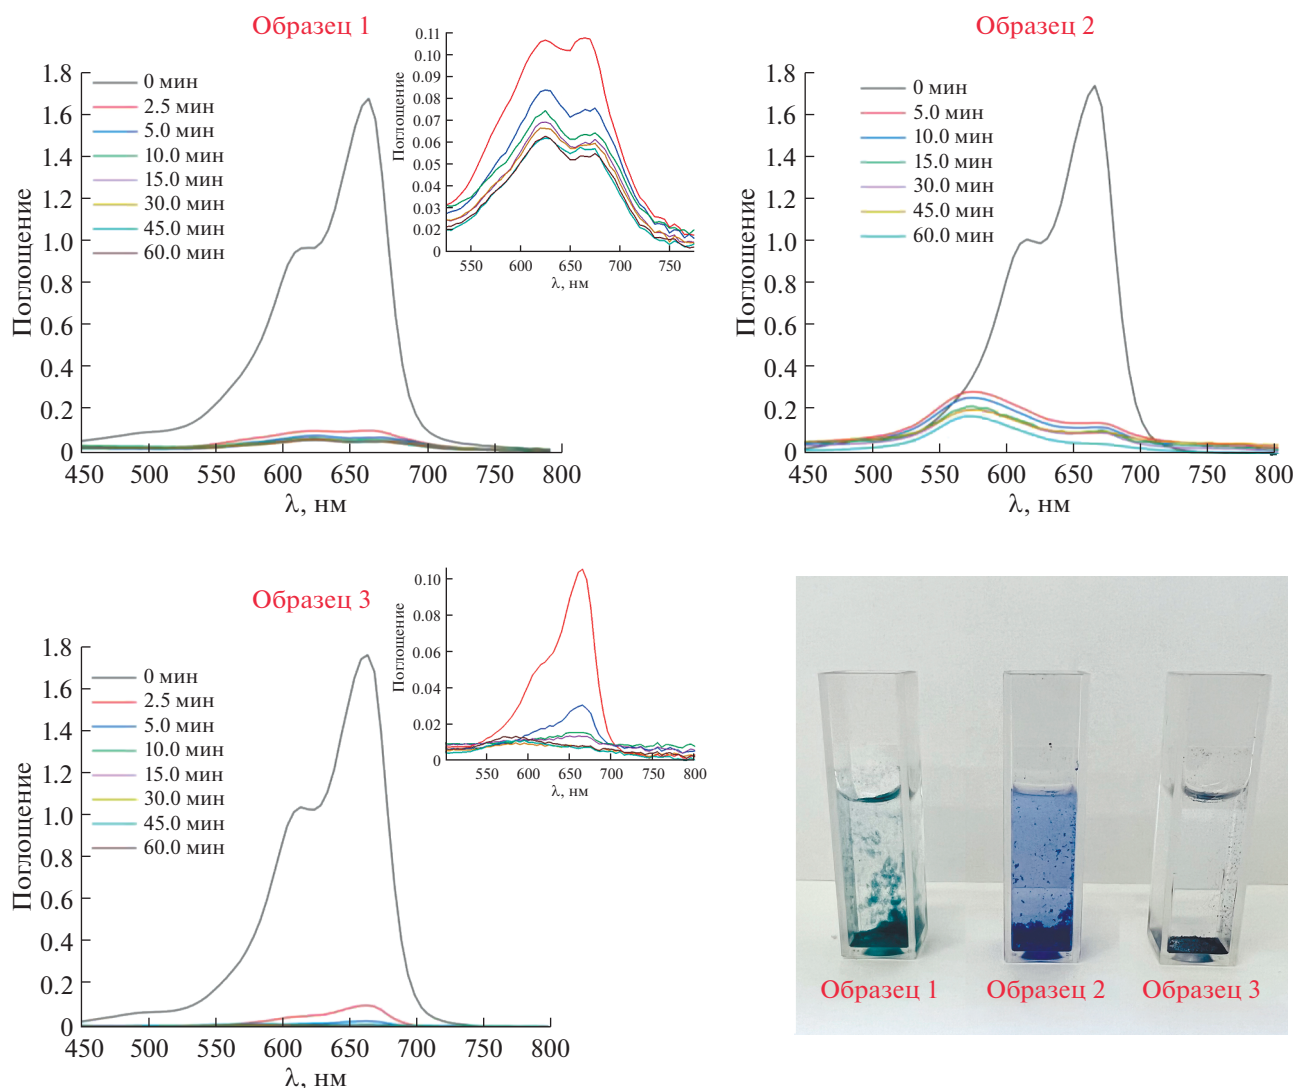 Образец 1
Поглощение
1.8
1.6
1.4
1.2
1.0
0.8
0.6
0.4
0.2
0
0 мин
2.5 мин
5.0 мин
10.0 мин
15.0 мин
30.0 мин
45.0 мин
60.0 мин
450 500 550 600 650 700 750 800
λ, нм
Поглощение
0.11
0.10
0.09
0.08
0.07
0.06
0.05
0.04
0.03
0.02
0
550 600 650 700 750
λ, нм
Образец 2
Поглощение
1.8
1.6
1.4
1.2
1.0
0.8
0.6
0.4
0.2
0
0 мин
5.0 мин
10.0 мин
15.0 мин
30.0 мин
45.0 мин
60.0 мин
450 500 550 600 650 700 750 800
λ, нм
Образец 3
Поглощение
1.8
1.6
1.4
1.2
1.0
0.8
0.6
0.4
0.2
0
0 мин
2.5 мин
5.0 мин
10.0 мин
15.0 мин
30.0 мин
45.0 мин
60.0 мин
450 500 550 600 650 700 750 800
λ, нм
Поглощение
0.10
0.08
0.06
0.04
0.02
0
550 600 650 700 750 800
λ, нм
Образец 1 Образец 2 Образец 3